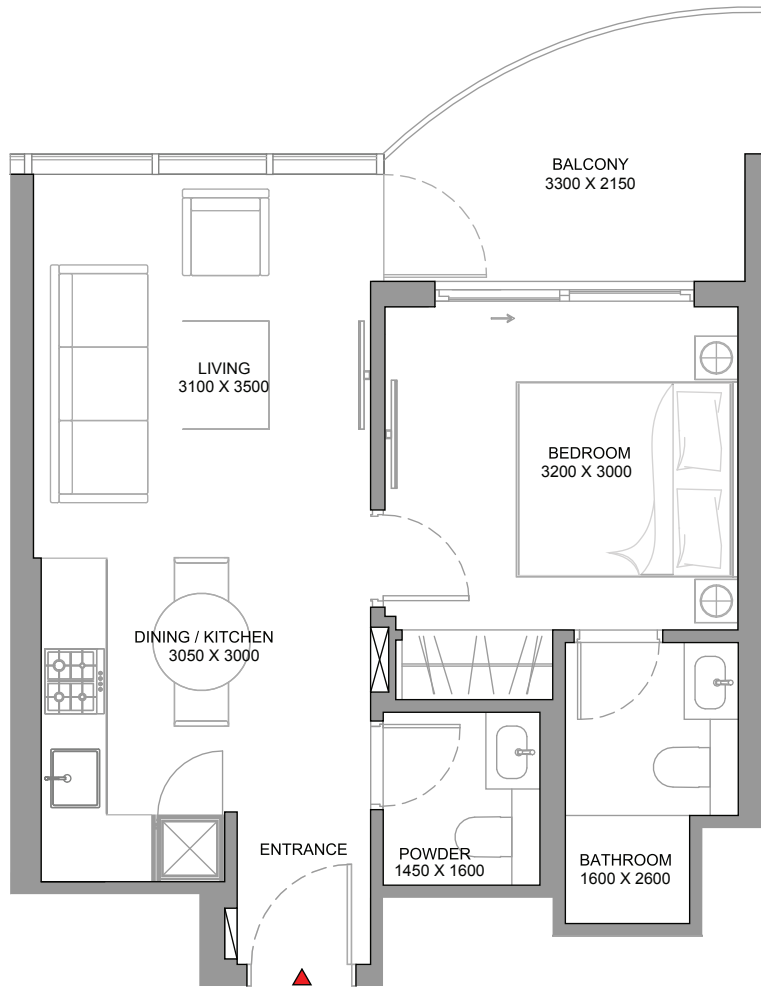 BALCONY
3300 X 2150
LIVING
3100 X 3500
BEDROOM
3200 X 3000
DINING / KITCHEN
3050 X 3000
ENTRANCE
POWDER
1450 X 1600
BATHROOM
1600 X 2600